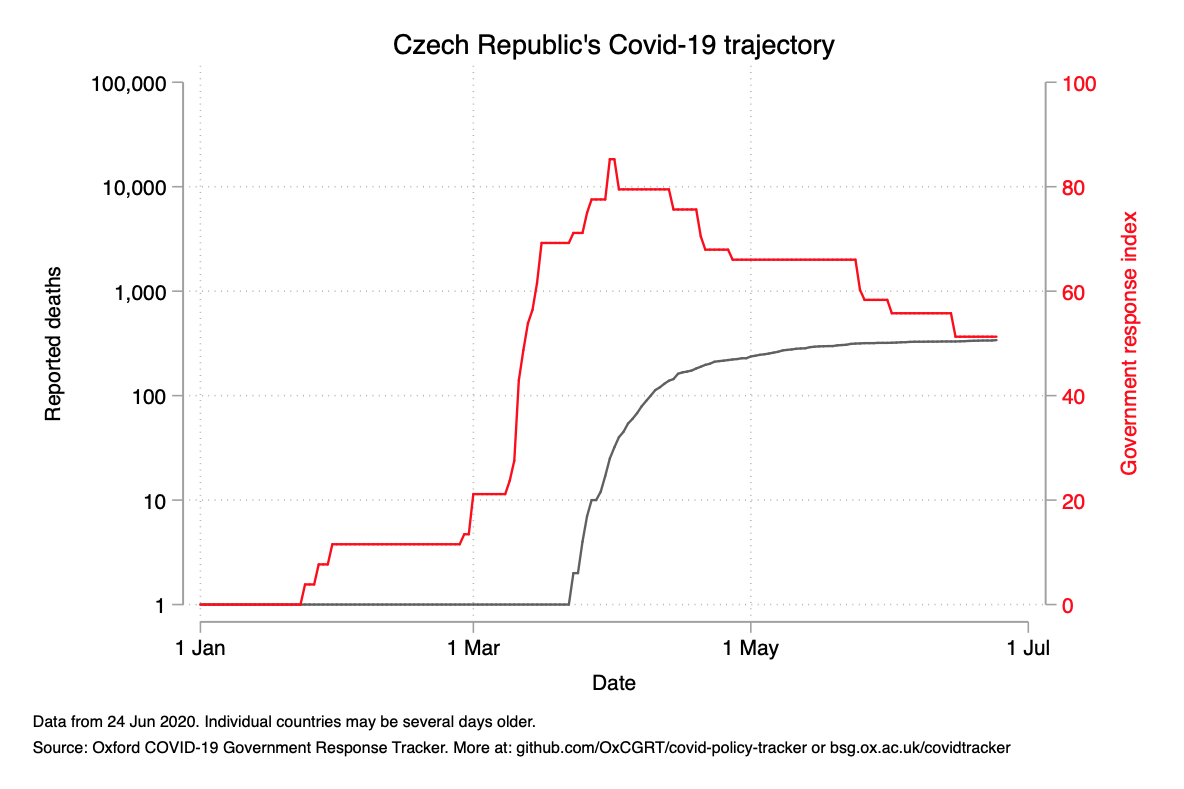 Czech Republic's Covid-19 trajectory
100,000
10,000
1,000
100
10
1
Reported deaths
100
80
60
40
20
0
Government response index
1 Jan
1 Mar
1 May
1 Jul
Date
Data from 24 Jun 2020. Individual countries may be several days older.
Source: Oxford COVID-19 Government Response Tracker. More at: github.com/OxCGRT/covid-policy-tracker or bsg.ox.ac.uk/covidtracker